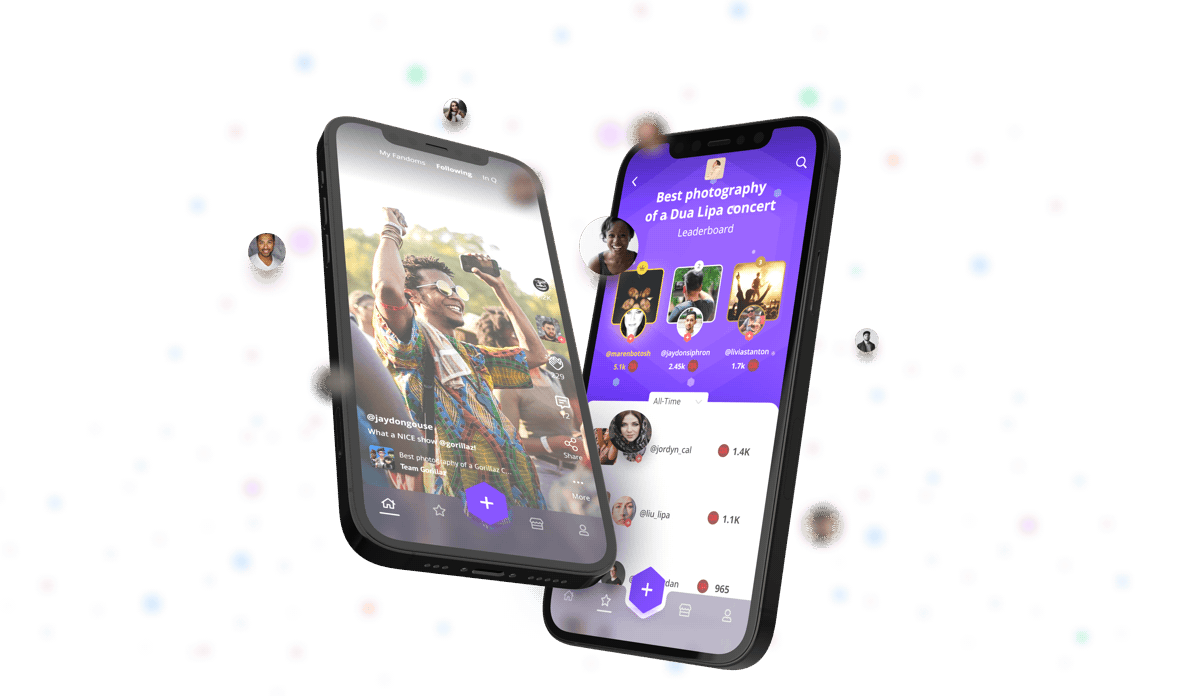 My Fandoms
Following
In Q
@jaydongouse
What a NICE show @gorillaz!
Best photography of a Gorillaz C...
Team Gorillaz
Share
More
Best photography
of a Dua Lipa concert
Leaderboard
@marenbotosh
5.1k
@jaydonsiphron
2.45k
@liviastanton
1.7k
All-Time
@jordyn_cal
1.4K
@liu_lipa
1.1K
965